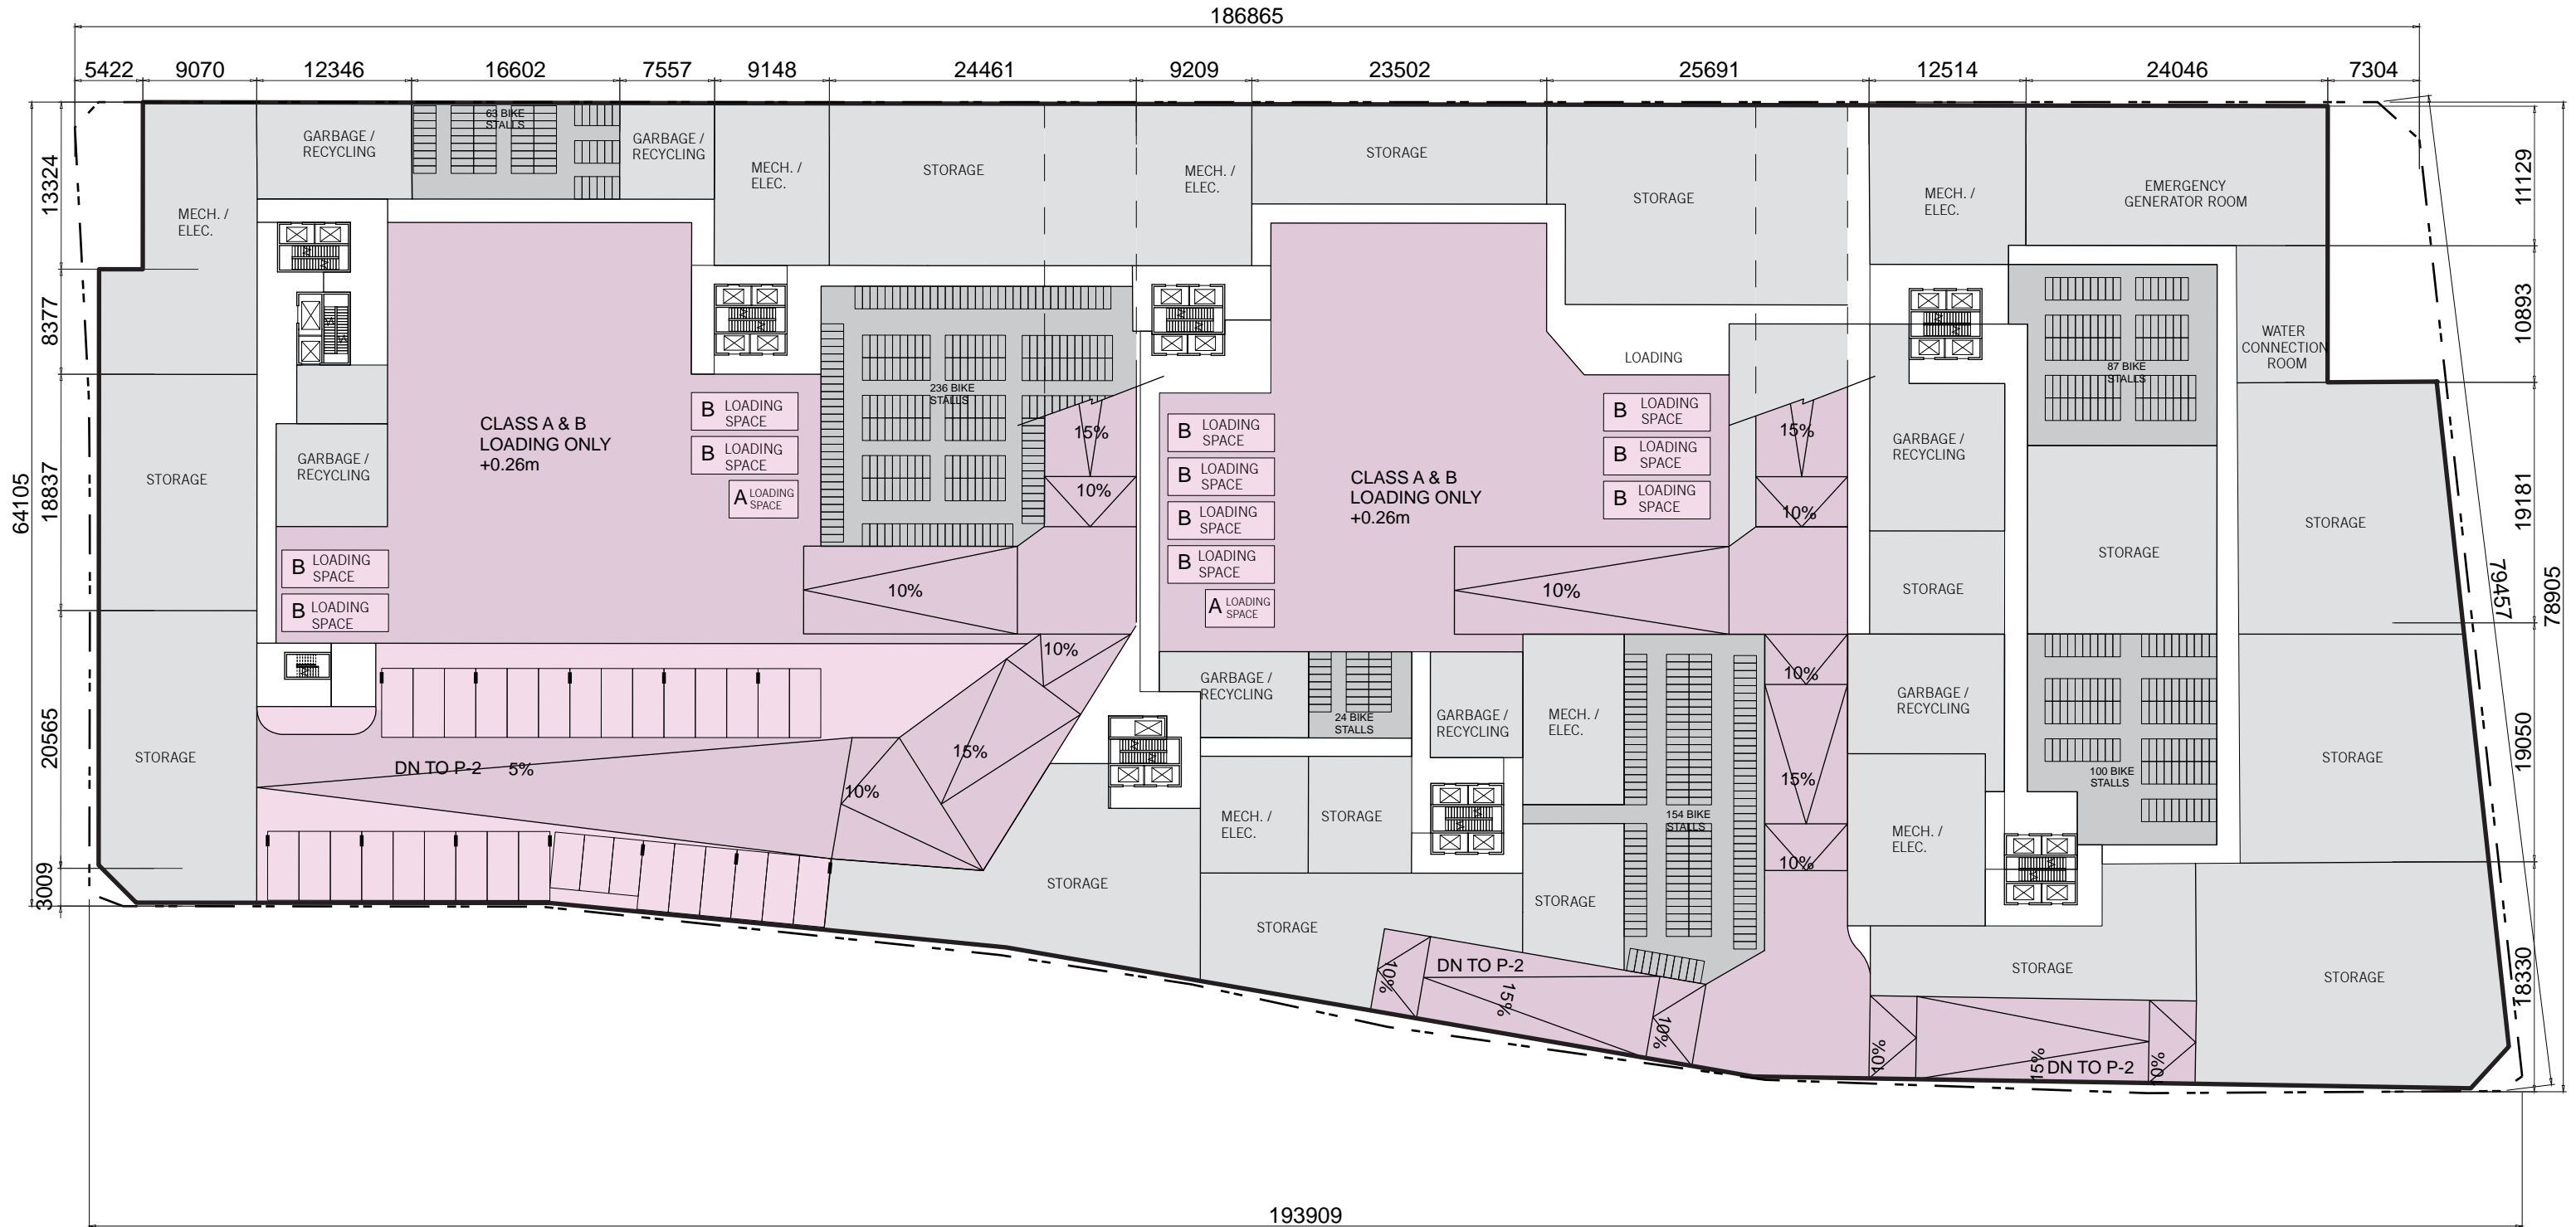 186865
5422 9070 12346 16602 7557 9148 24461 9209 23502 25691 12514 24046 7304
64105
13324
8377
18837
20565
3009
11129
10893
19181
19050
18330
79457
78905
193909
MECH. /
ELEC.
GARBAGE /
RECYCLING
63 BIKE
STALLS
GARBAGE /
RECYCLING
MECH. /
ELEC.
STORAGE
MECH. /
ELEC.
STORAGE
STORAGE
MECH. /
ELEC.
EMERGENCY
GENERATOR ROOM
WATER
CONNECTION
ROOM
87 BIKE
STALLS
LOADING
236 BIKE
STALLS
CLASS A & B
LOADING ONLY
+0.26m
B LOADING
SPACE
B LOADING
SPACE
A LOADING
SPACE
15%
10%
10%
B LOADING
SPACE
B LOADING
SPACE
B LOADING
SPACE
B LOADING
SPACE
A LOADING
SPACE
CLASS A & B
LOADING ONLY
+0.26m
B LOADING
SPACE
B LOADING
SPACE
B LOADING
SPACE
15%
10%
10%
GARBAGE /
RECYCLING
STORAGE
STORAGE
STORAGE
STORAGE
GARBAGE /
RECYCLING
B LOADING
SPACE
B LOADING
SPACE
STORAGE
10%
15%
10%
DN TO P-2 5%
GARBAGE /
RECYCLING
24 BIKE
STALLS
GARBAGE /
RECYCLING
MECH. /
ELEC.
154 BIKE
STALLS
10%
15%
10%
GARBAGE /
RECYCLING
100 BIKE
STALLS
STORAGE
MECH. /
ELEC.
STORAGE
MECH. /
ELEC.
STORAGE
STORAGE
STORAGE
DN TO P-2
10%
15%
10%
STORAGE
STORAGE
10%
15%
DN TO P-2
10%